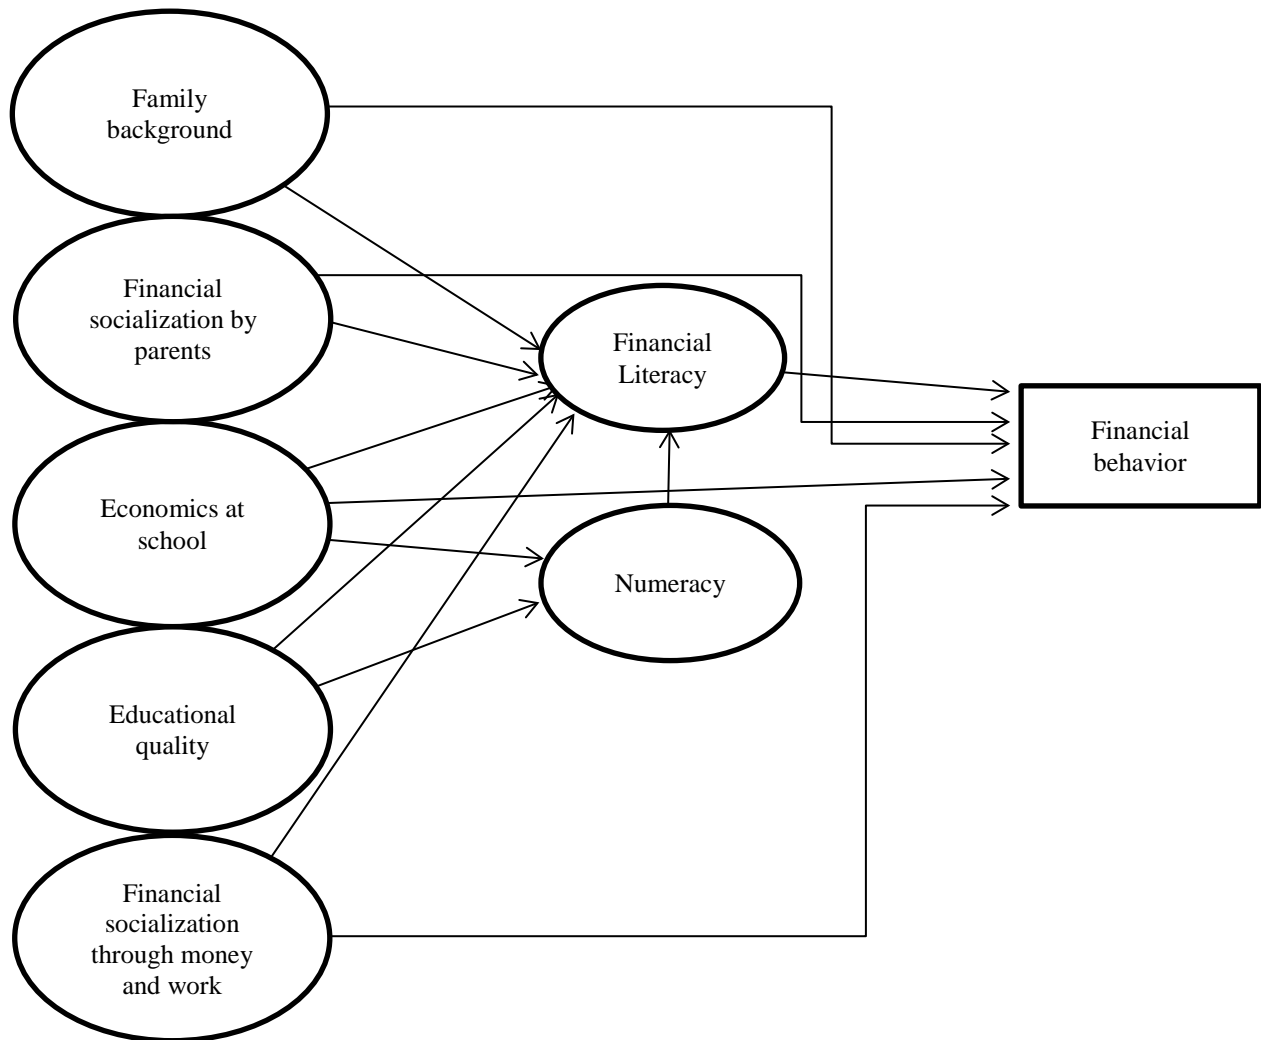 Family
background
Financial
socialization by
parents
Financial
Literacy
Financial
behavior
Economics at
school
Numeracy
Educational
quality
Financial
socialization
through money
and work